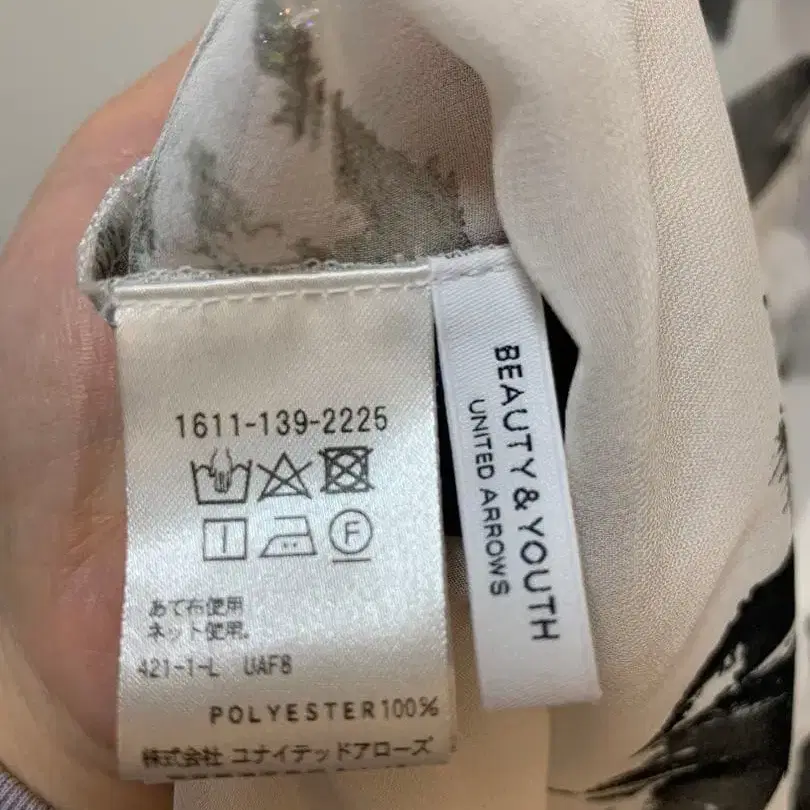 1611-139-2225
F
あて布使用
ネット使用.
421-1-L UAF8
POLYESTER100%
株式会社 ユナイテッドアローズ
BEAUTY & YOUTH
UNITED ARROWS